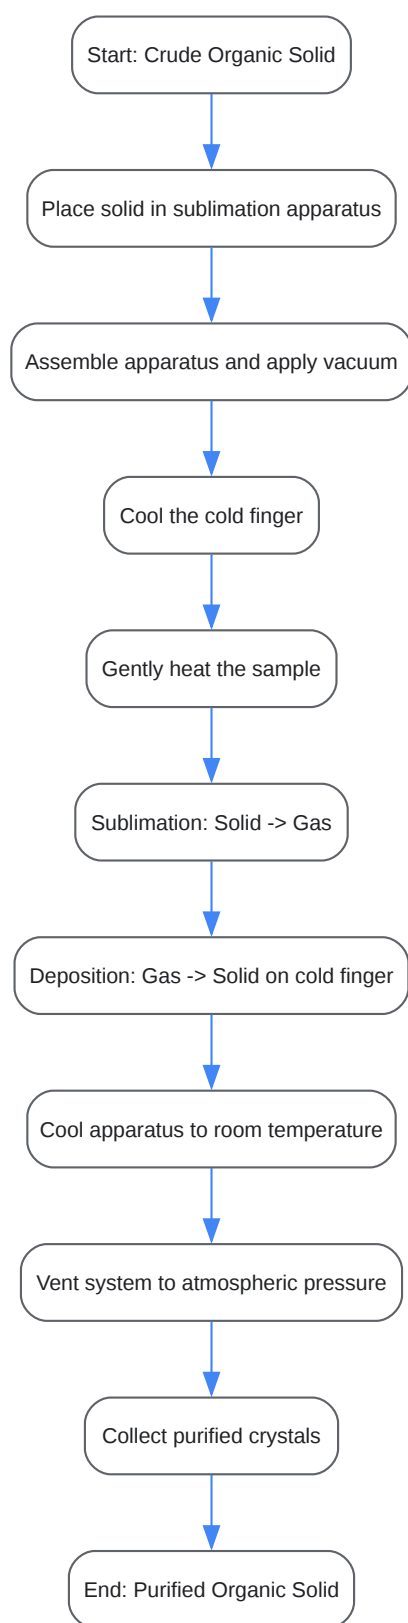 Start: Crude Organic Solid
Place solid in sublimation apparatus
Assemble apparatus and apply vacuum
Cool the cold finger
Gently heat the sample
Sublimation: Solid -> Gas
Deposition: Gas -> Solid on cold finger
Cool apparatus to room temperature
Vent system to atmospheric pressure
Collect purified crystals
End: Purified Organic Solid